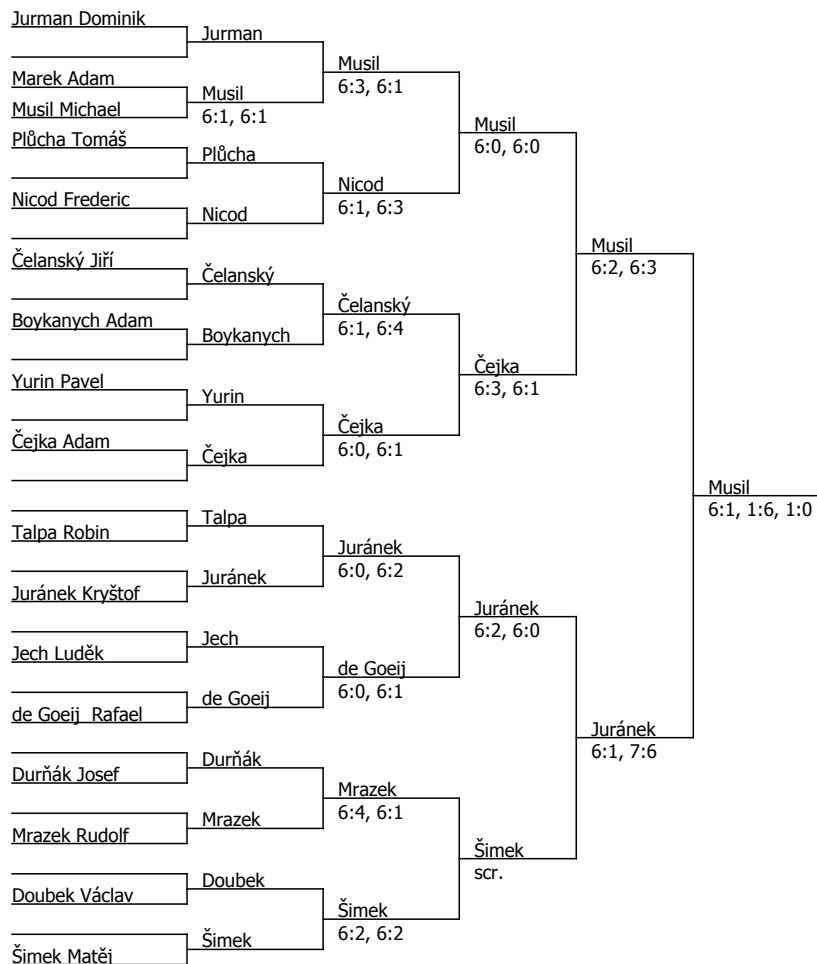 Jurman Dominik
Marek Adam
Musil Michael
Plůcha Tomáš
Nicod Frederic
Čelanský Jiří
Boykanych Adam
Yurin Pavel
Čejka Adam
Talpa Robin
Juránek Kryštof
Jech Luděk
de Goeij  Rafael
Durňák Josef
Mrazek Rudolf
Doubek Václav
Šimek Matěj
Jurman
Musil
6:1, 6:1
Plůcha
Nicod
Čelanský
Boykanych
Yurin
Čejka
Talpa
Juránek
Jech
de Goeij
Durňák
Mrazek
Doubek
Šimek
Musil
6:3, 6:1
Nicod
6:1, 6:3
Čelanský
6:1, 6:4
Čejka
6:0, 6:1
Juránek
6:0, 6:2
de Goeij
6:0, 6:1
Mrazek
6:4, 6:1
Šimek
6:2, 6:2
Musil
6:0, 6:0
Čejka
6:3, 6:1
Juránek
6:2, 6:0
Šimek
scr.
Musil
6:2, 6:3
Juránek
6:1, 7:6
Musil
6:1, 1:6, 1:0